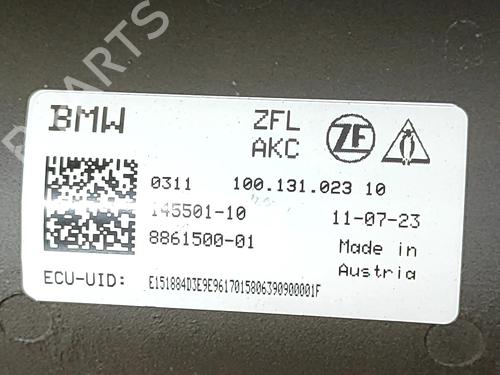 PARTS
BMW ZFL ZF
AKC
0311 100.131.023 10
145501-10 11-07-23
8861500-01 Made in
Austria
ECU-UID: E151884D3E9E9617015806390900001F